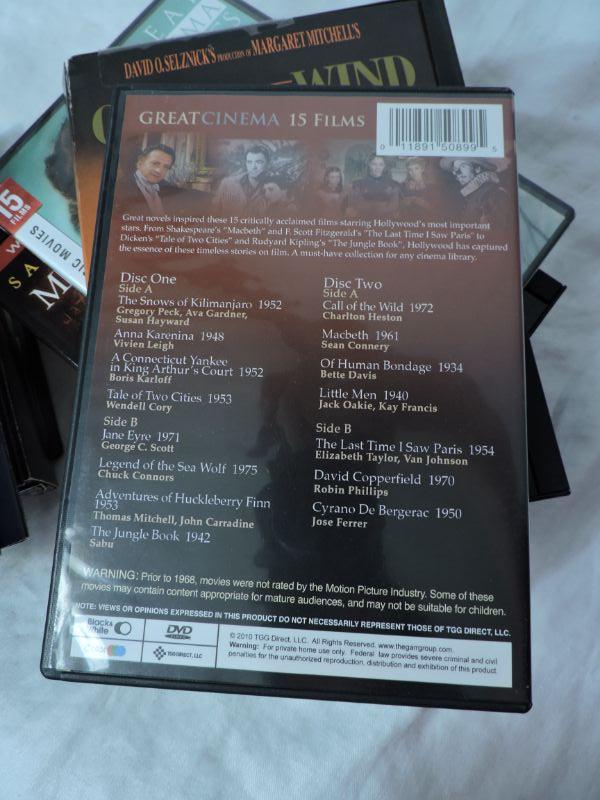 DAVID O. SELZNICK'S PRODUCTION OF MARGARET MITCHELL'S
WIND
15
FILMS
MOVIES
GREATCINEMA 15 FILMS
0 11891 50899 5
Great novels inspired these 15 critically acclaimed films starring Hollywood's most important
stars. From Shakespeare's "Macbeth" and F. Scott Fitzgerald's "The Last Time I Saw Paris" to
Dicken's "Tale of Two Cities" and Rudyard Kipling's "The Jungle Book", Hollywood has captured
the essence of these timeless stories on film. A must-have collection for any cinema library.
Disc One
Side A
The Snows of Kilimanjaro 1952
Gregory Peck, Ava Gardner,
Susan Hayward
Anna Karenina 1948
Vivien Leigh
A Connecticut Yankee
in King Arthur's Court 1952
Boris Karloff
Tale of Two Cities 1953
Wendell Cory
Side B
Jane Eyre 1971
George C. Scott
Legend of the Sea Wolf 1975
Chuck Connors
Adventures of Huckleberry Finn
1953
Thomas Mitchell, John Carradine
The Jungle Book 1942
Sabu
Disc Two
Side A
Call of the Wild 1972
Charlton Heston
Macbeth 1961
Sean Connery
Of Human Bondage 1934
Bette Davis
Little Men 1940
Jack Oakie, Kay Francis
Side B
The Last Time I Saw Paris 1954
Elizabeth Taylor, Van Johnson
David Copperfield 1970
Robin Phillips
Cyrano De Bergerac 1950
Jose Ferrer
WARNING: Prior to 1968, movies were not rated by the Motion Picture Industry. Some of these
movies may contain content appropriate for mature audiences, and may not be suitable for children.
NOTE: VIEWS OR OPINIONS EXPRESSED IN THIS PRODUCT DO NOT NECESSARILY REPRESENT THOSE OF TGG DIRECT, LLC.
Black&
White
color
DVD
VIDEO
TGG DIRECT, LLC
© 2010 TGG Direct, LLC. All Rights Reserved. www.thegarrgroup.com.
Warning: For private home use only. Federal law provides severe criminal and civil
penalties for the unauthorized reproduction, distribution and exhibition of this product.